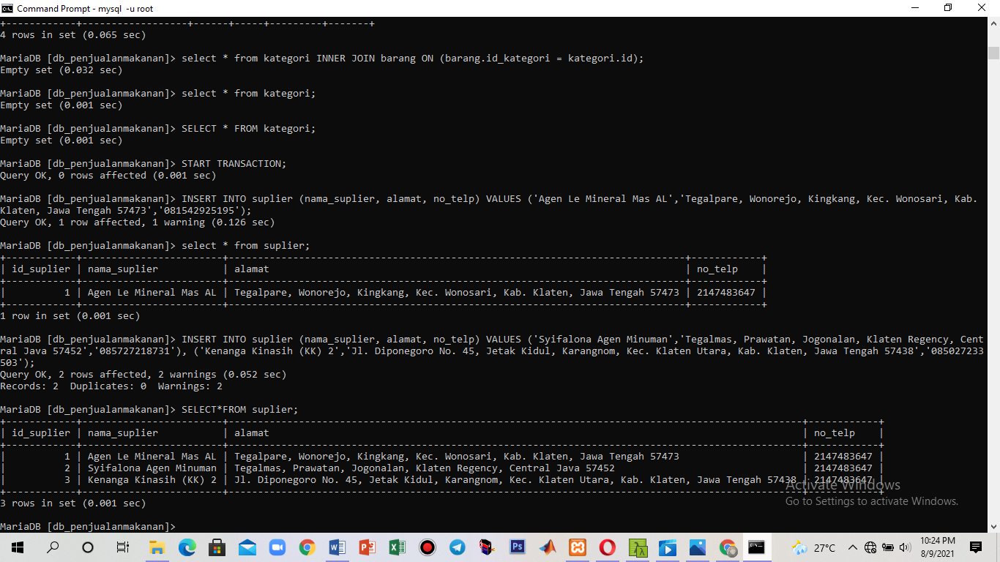 Command Prompt - mysql -u root
+------------+------------------+------+-----+---------+-------+
4 rows in set (0.065 sec)
MariaDB [db_penjualanmakanan]> select * from kategori INNER JOIN barang ON (barang.id_kategori = kategori.id);
Empty set (0.032 sec)
MariaDB [db_penjualanmakanan]> select * from kategori;
Empty set (0.001 sec)
MariaDB [db_penjualanmakanan]> SELECT * FROM kategori;
Empty set (0.001 sec)
MariaDB [db_penjualanmakanan]> START TRANSACTION;
Query OK, 0 rows affected (0.001 sec)
MariaDB [db_penjualanmakanan]> INSERT INTO suplier (nama_suplier, alamat, no_telp) VALUES ('Agen Le Mineral Mas AL','Tegalpare, Wonorejo, Kingkang, Kec. Wonosari, Kab.
Klaten, Jawa Tengah 57473','081542925195');
Query OK, 1 row affected, 1 warning (0.126 sec)
MariaDB [db_penjualanmakanan]> select * from suplier;
+------------+------------------------+------------------------------------------------------------------------------+------------+
| id_suplier | nama_suplier           | alamat                                                                       | no_telp    |
+------------+------------------------+------------------------------------------------------------------------------+------------+
|          1 | Agen Le Mineral Mas AL | Tegalpare, Wonorejo, Kingkang, Kec. Wonosari, Kab. Klaten, Jawa Tengah 57473 | 2147483647 |
+------------+------------------------+------------------------------------------------------------------------------+------------+
1 row in set (0.001 sec)
MariaDB [db_penjualanmakanan]> INSERT INTO suplier (nama_suplier, alamat, no_telp) VALUES ('Syifalona Agen Minuman','Tegalmas, Prawatan, Jogonalan, Klaten Regency, Cent
ral Java 57452','085727218731'), ('Kenanga Kinasih (KK) 2','Jl. Diponegoro No. 45, Jetak Kidul, Karangnom, Kec. Klaten Utara, Kab. Klaten, Jawa Tengah 57438','085027233
503');
Query OK, 2 rows affected, 2 warnings (0.052 sec)
Records: 2  Duplicates: 0  Warnings: 2
MariaDB [db_penjualanmakanan]> SELECT*FROM suplier;
+------------+------------------------+--------------------------------------------------------------------------------------------------+------------+
| id_suplier | nama_suplier           | alamat                                                                                           | no_telp    |
+------------+------------------------+--------------------------------------------------------------------------------------------------+------------+
|          1 | Agen Le Mineral Mas AL | Tegalpare, Wonorejo, Kingkang, Kec. Wonosari, Kab. Klaten, Jawa Tengah 57473                     | 2147483647 |
|          2 | Syifalona Agen Minuman | Tegalmas, Prawatan, Jogonalan, Klaten Regency, Central Java 57452                                | 2147483647 |
|          3 | Kenanga Kinasih (KK) 2 | Jl. Diponegoro No. 45, Jetak Kidul, Karangnom, Kec. Klaten Utara, Kab. Klaten, Jawa Tengah 57438 | 2147483647 |
+------------+------------------------+--------------------------------------------------------------------------------------------------+------------+
3 rows in set (0.001 sec)
MariaDB [db_penjualanmakanan]>
Activate Windows
Go to Settings to activate Windows.
27°C
10:24 PM
8/9/2021